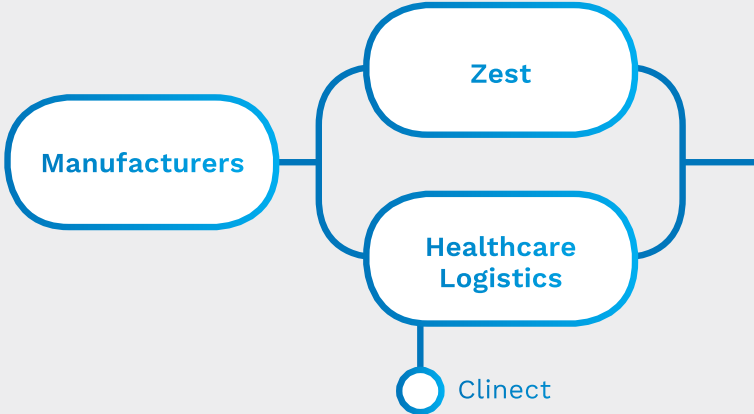 Zest
Manufacturers
Healthcare
Logistics
Clinect